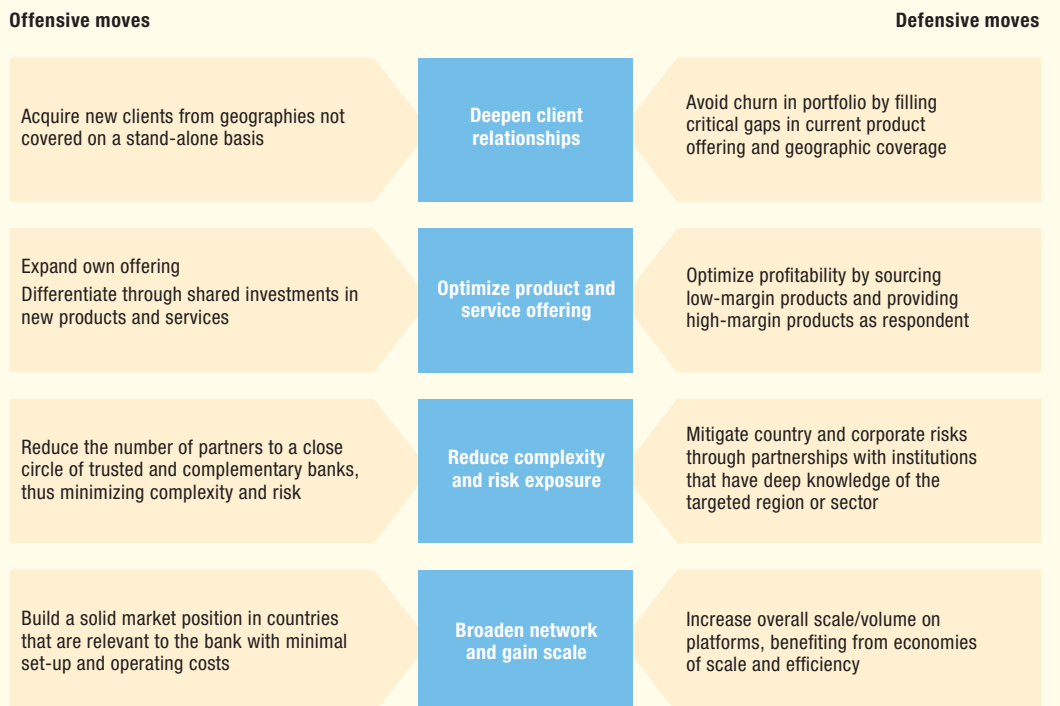 Offensive moves
Defensive moves
Acquire new clients from geographies not
covered on a stand-alone basis
Deepen client
relationships
Avoid churn in portfolio by filling
critical gaps in current product
offering and geographic coverage
Expand own offering
Differentiate through shared investments in
new products and services
Optimize product and
service offering
Optimize profitability by sourcing
low-margin products and providing
high-margin products as respondent
Reduce the number of partners to a close
circle of trusted and complementary banks,
thus minimizing complexity and risk
Reduce complexity
and risk exposure
Mitigate country and corporate risks
through partnerships with institutions
that have deep knowledge of the
targeted region or sector
Build a solid market position in countries
that are relevant to the bank with minimal
set-up and operating costs
Broaden network
and gain scale
Increase overall scale/volume on
platforms, benefiting from economies
of scale and efficiency